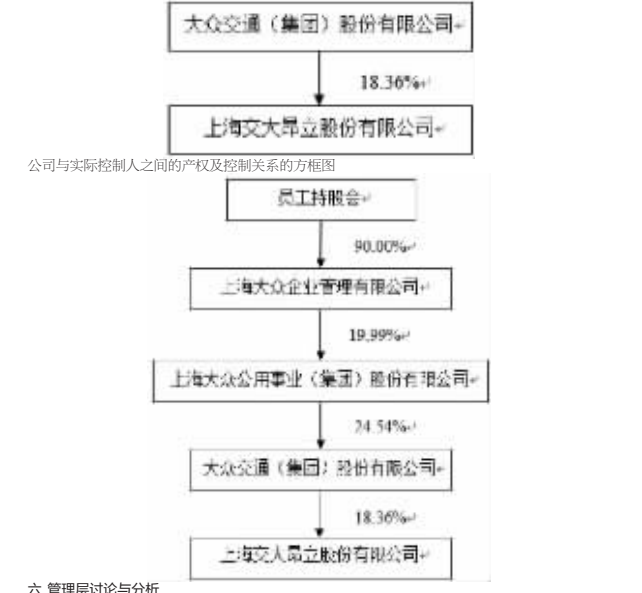 大众交通（集团）股份有限公司
18.36%
上海交大昂立股份有限公司
公司与实际控制人之间的产权及控制关系的方框图
员工持股会
90.00%
上海大众企业管理有限公司
19.99%
上海大众公用事业（集团）股份有限公司
24.54%
大众交通（集团）股份有限公司
18.36%
上海交大昂立股份有限公司
六 管理层讨论与分析